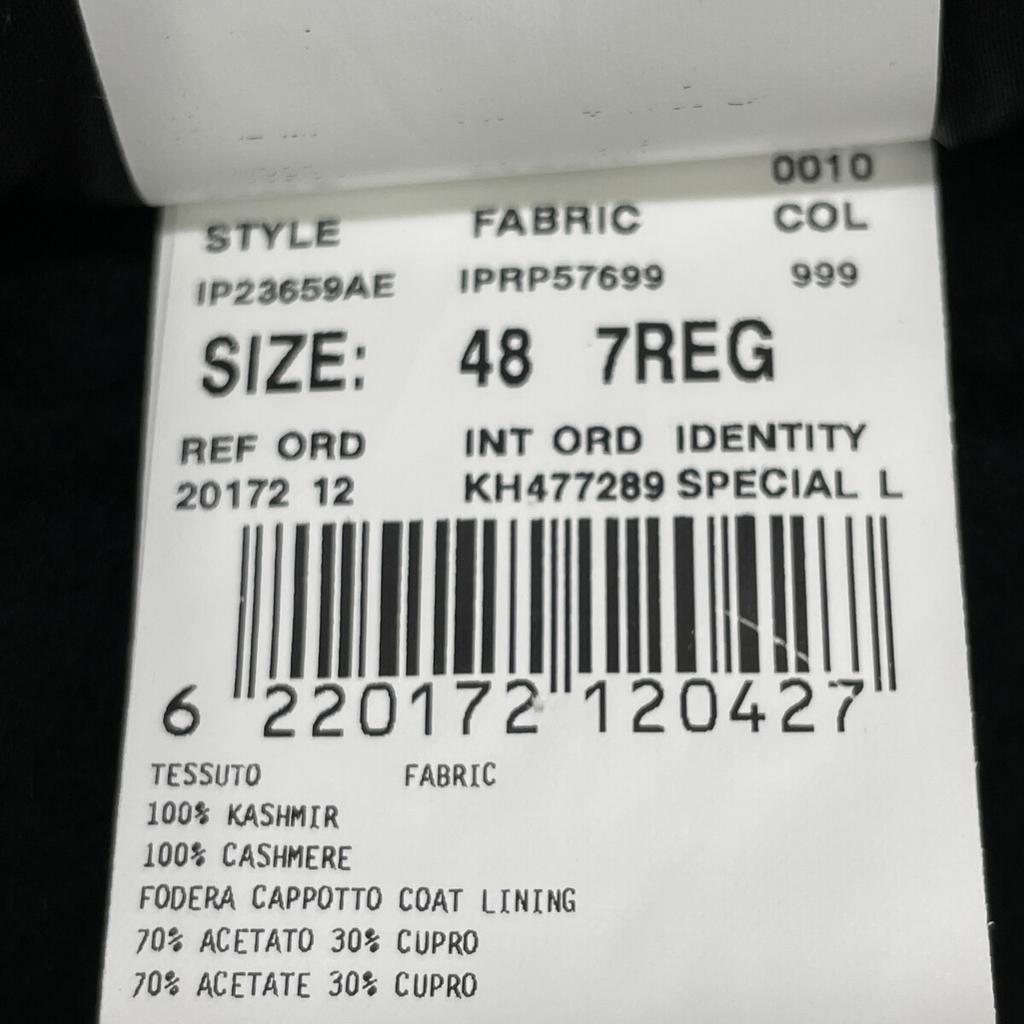 0010
STYLE FABRIC COL
IP23659AE IPRP57699 999
SIZE: 48 7REG
REF ORD INT ORD IDENTITY
20172 12 KH477289 SPECIAL L
6 220172 120427
TESSUTO FABRIC
100% KASHMIR
100% CASHMERE
FODERA CAPPOTTO COAT LINING
70% ACETATO 30% CUPRO
70% ACETATE 30% CUPRO